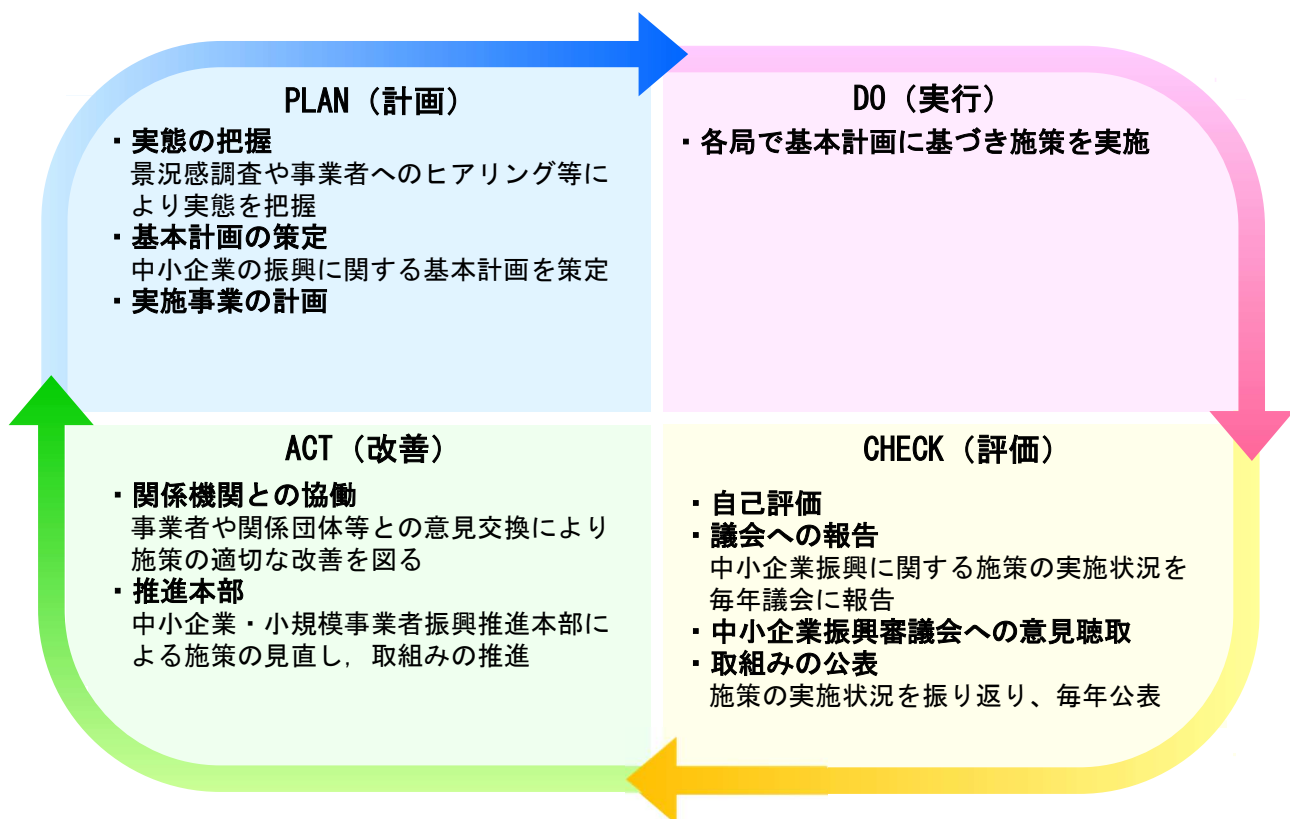 PLAN（計画）
・実態の把握
景況感調査や事業者へのヒアリング等に
より実態を把握
・基本計画の策定
中小企業の振興に関する基本計画を策定
・実施事業の計画
DO（実行）
・各局で基本計画に基づき施策を実施
ACT（改善）
・関係機関との協働
事業者や関係団体等との意見交換により
施策の適切な改善を図る
・推進本部
中小企業・小規模事業者振興推進本部に
よる施策の見直し，取組みの推進
CHECK（評価）
・自己評価
・議会への報告
中小企業振興に関する施策の実施状況を
毎年議会に報告
・中小企業振興審議会への意見聴取
・取組みの公表
施策の実施状況を振り返り、毎年公表